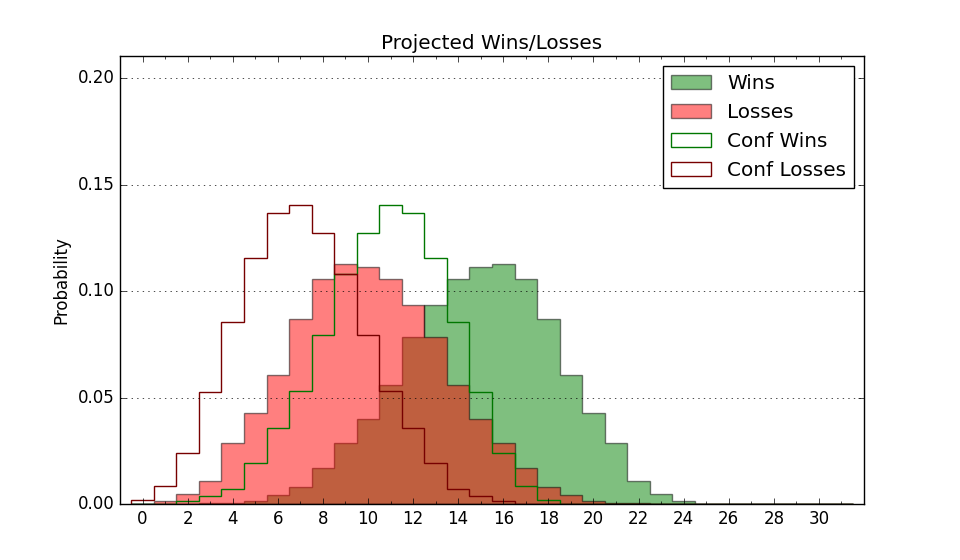 Projected Wins/Losses
Wins
Losses
Conf Wins
Conf Losses
Probability
0.20
0.15
0.10
0.05
0.00
0 2 4 6 8 10 12 14 16 18 20 22 24 26 28 30